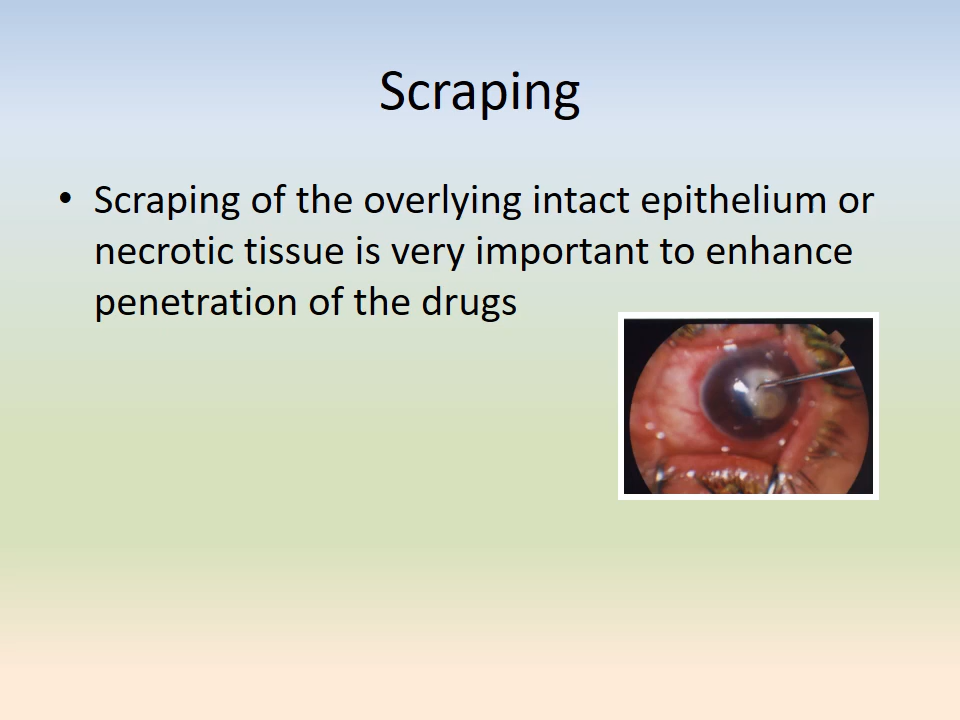 Scraping
• Scraping of the overlying intact epithelium or
necrotic tissue is very important to enhance
penetration of the drugs